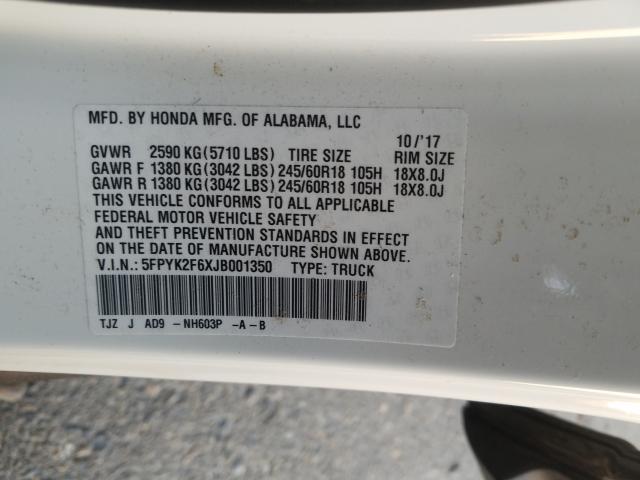 MFD. BY HONDA MFG. OF ALABAMA, LLC
10/'17
GVWR 2590 KG (5710 LBS) TIRE SIZE RIM SIZE
GAWR F 1380 KG (3042 LBS) 245/60R18 105H 18X8.0J
GAWR R 1380 KG (3042 LBS) 245/60R18 105H 18X8.0J
THIS VEHICLE CONFORMS TO ALL APPLICABLE
FEDERAL MOTOR VEHICLE SAFETY
AND THEFT PREVENTION STANDARDS IN EFFECT
ON THE DATE OF MANUFACTURE SHOWN ABOVE.
V.I.N.: 5FPYK2F6XJB001350 TYPE: TRUCK
TJZ J AD9 -NH603P -A-B